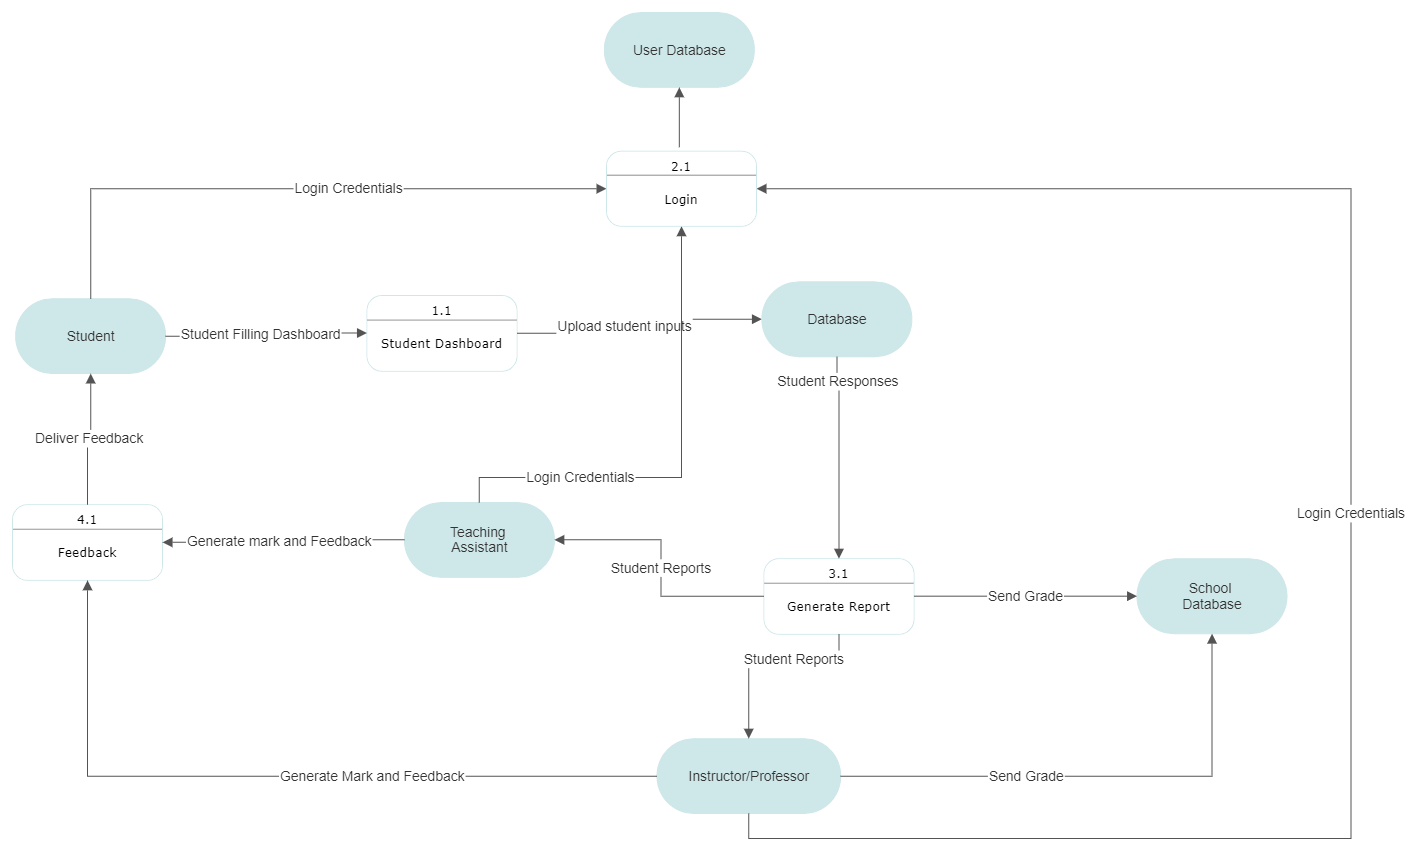 User Database
2.1
Login Credentials
Login
Student
Student Filling Dashboard
1.1
Student Dashboard
Upload student inputs
Database
Student Responses
Deliver Feedback
Login Credentials
4.1
Feedback
Generate mark and Feedback
Teaching
Assistant
Login Credentials
Student Reports
3.1
Generate Report
Send Grade
School
Database
Student Reports
Generate Mark and Feedback
Instructor/Professor
Send Grade